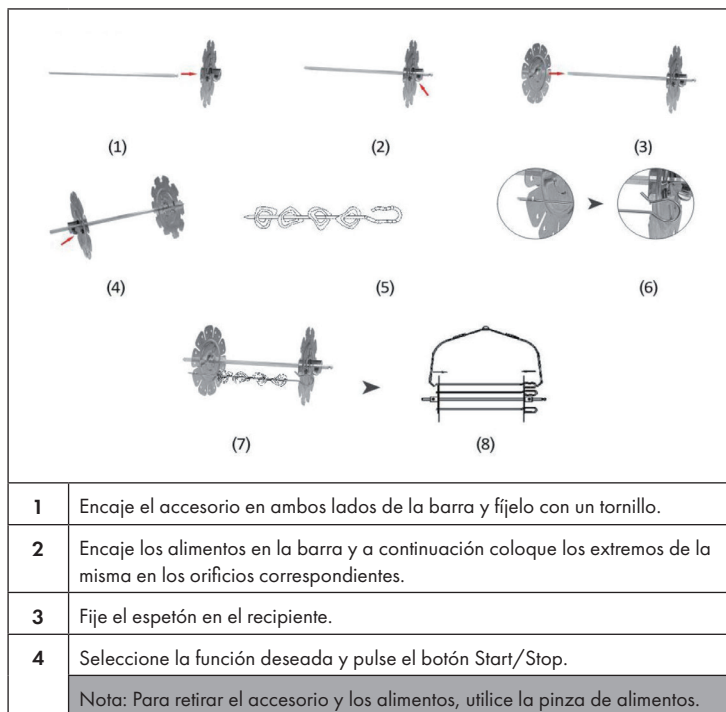 (1)
(2)
(3)
(4)
(5)
(6)
(7)
(8)
1 Encaje el accesorio en ambos lados de la barra y fíjelo con un tornillo.
2 Encaje los alimentos en la barra y a continuación coloque los extremos de la
misma en los orificios correspondientes.
3 Fije el espetón en el recipiente.
4 Seleccione la función deseada y pulse el botón Start/Stop.
Nota: Para retirar el accesorio y los alimentos, utilice la pinza de alimentos.